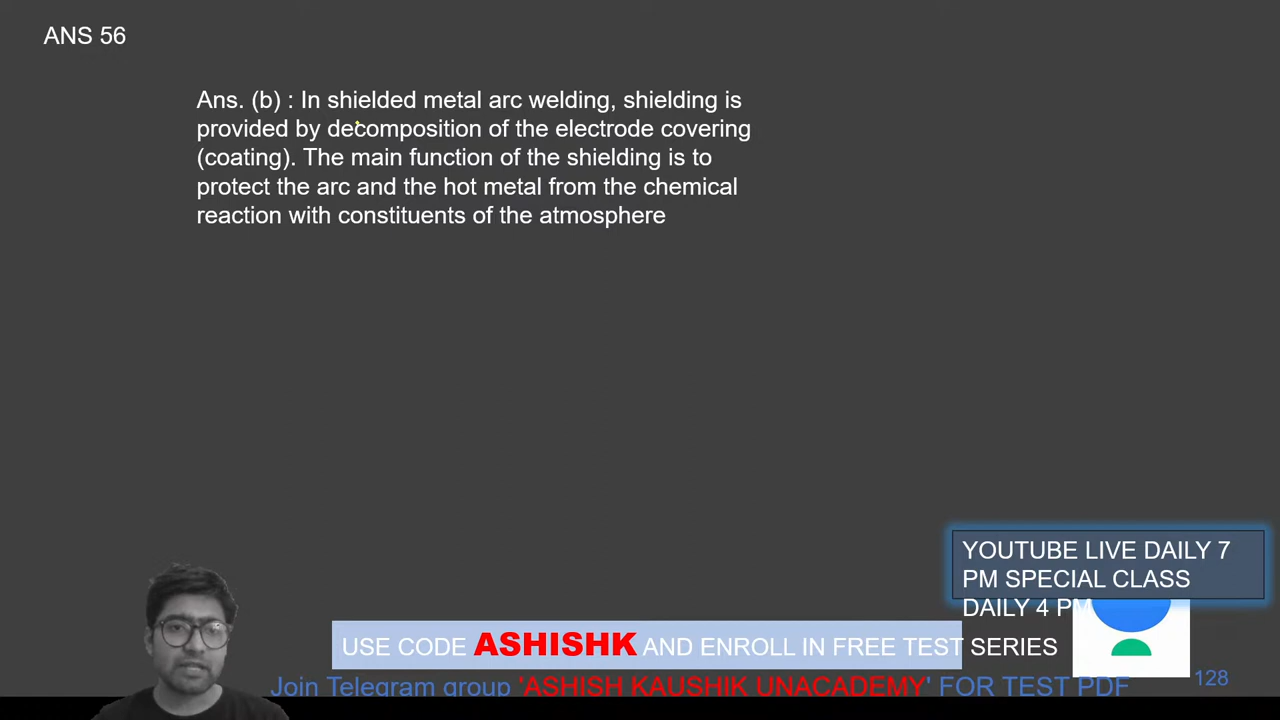 ANS 56
Ans. (b) : In shielded metal arc welding, shielding is
provided by decomposition of the electrode covering
(coating). The main function of the shielding is to
protect the arc and the hot metal from the chemical
reaction with constituents of the atmosphere
YOUTUBE LIVE DAILY 7
PM SPECIAL CLASS
DAILY 4 PM
USE CODE ASHISHK AND ENROLL IN FREE TEST SERIES
Join Telegram group 'ASHISH KAUSHIK UNACADEMY' FOR TEST PDF
128